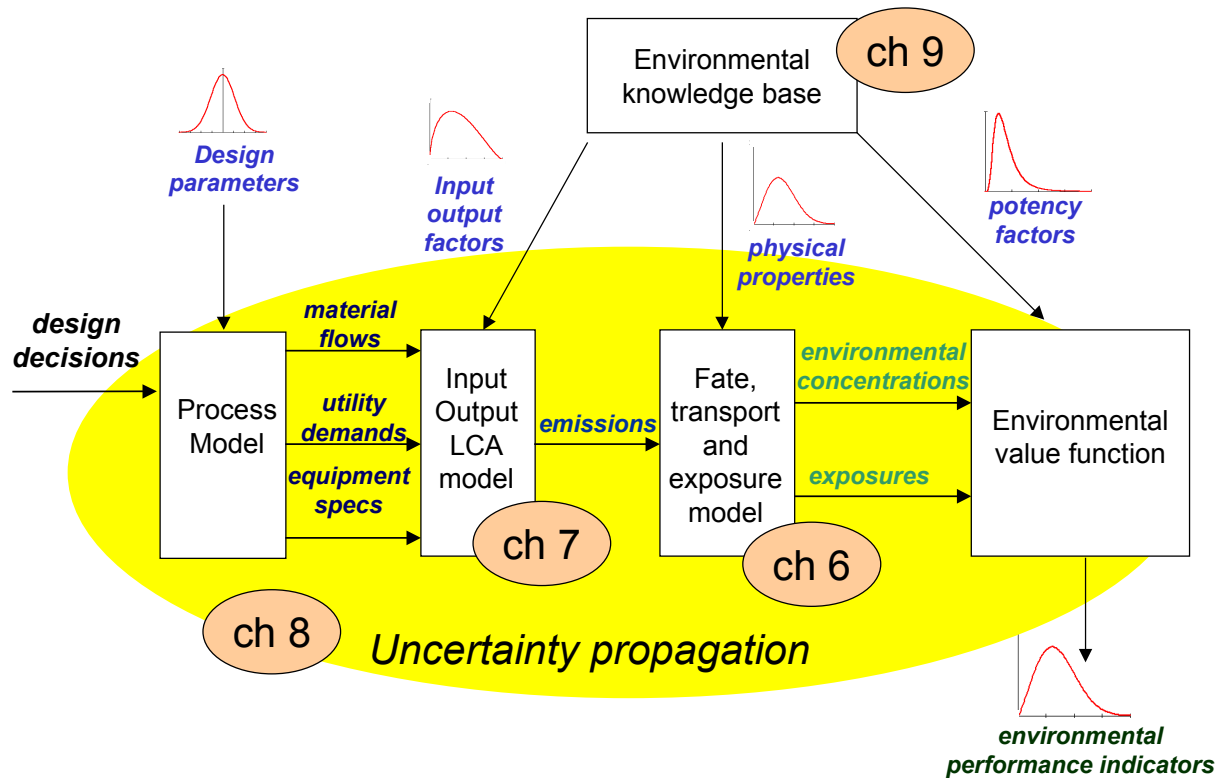 Environmental
knowledge base
ch 9
Design
parameters
Input
output
factors
physical
properties
potency
factors
design
decisions
Process
Model
material
flows
utility
demands
equipment
specs
Input
Output
LCA
model
ch 7
emissions
Fate,
transport
and
exposure
model
ch 6
environmental
concentrations
exposures
Environmental
value function
ch 8
Uncertainty propagation
environmental
performance indicators